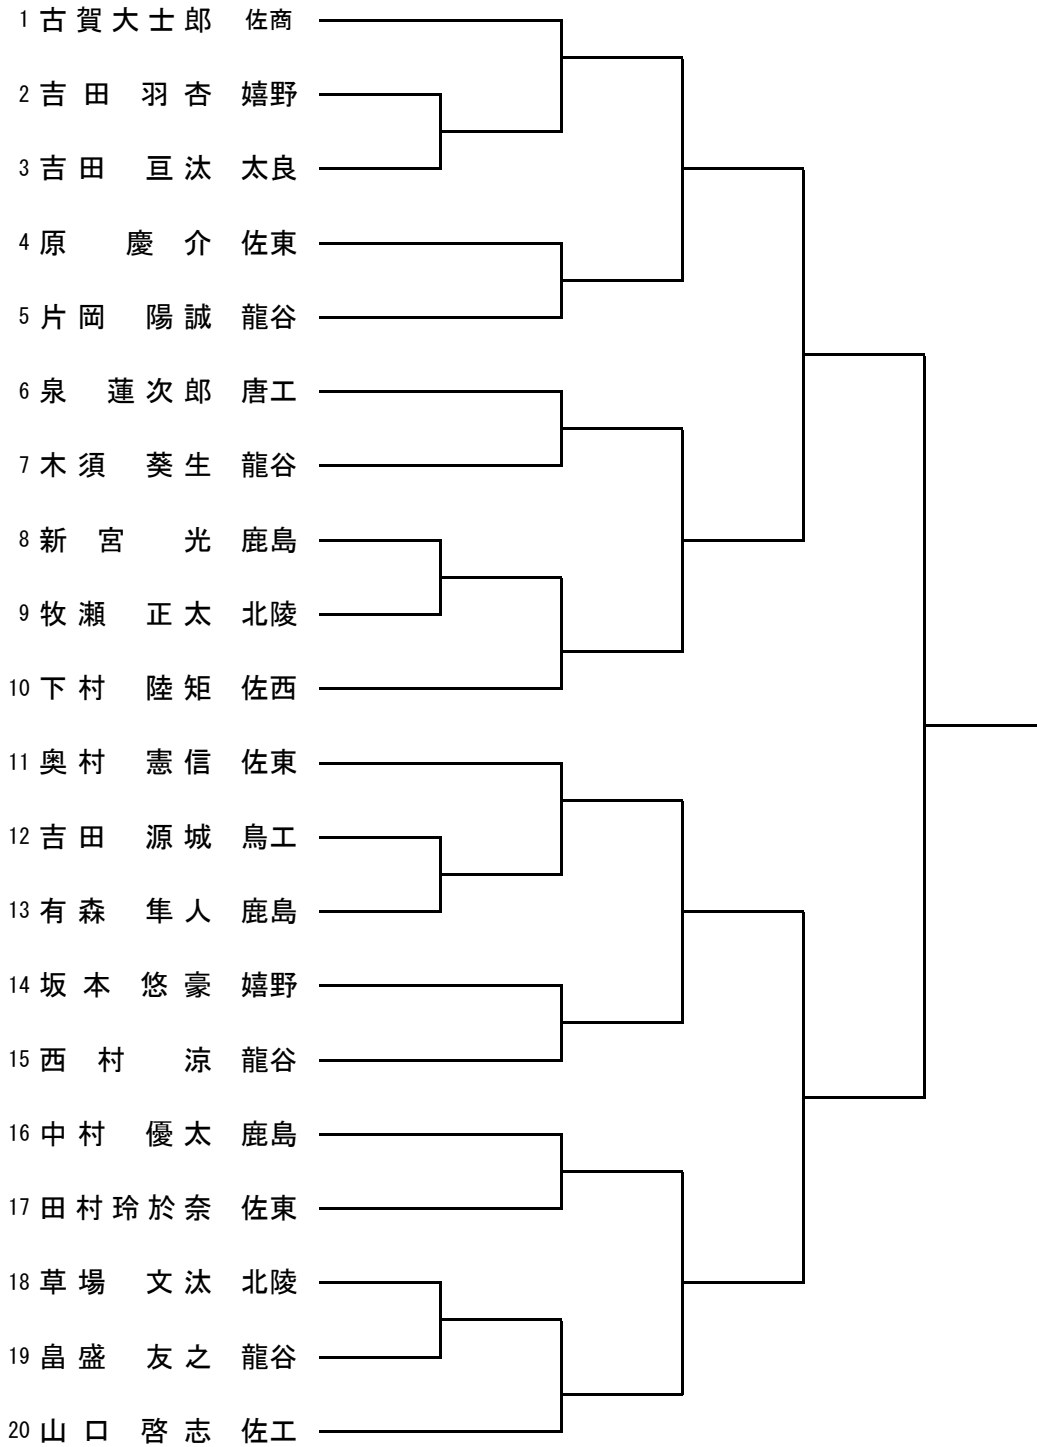 1 古賀大士郎 佐商
2 吉田 羽杏 嬉野
3 吉田 亘汰 太良
4 原 慶介 佐東
5 片岡 陽誠 龍谷
6 泉 蓮次郎 唐工
7 木須 葵生 龍谷
8 新宮 光 鹿島
9 牧瀬 正太 北陵
10 下村 陸矩 佐西
11 奥村 憲信 佐東
12 吉田 源城 鳥工
13 有森 隼人 鹿島
14 坂本 悠豪 嬉野
15 西村 涼 龍谷
16 中村 優太 鹿島
17 田村玲於奈 佐東
18 草場 文汰 北陵
19 畠盛 友之 龍谷
20 山口 啓志 佐工